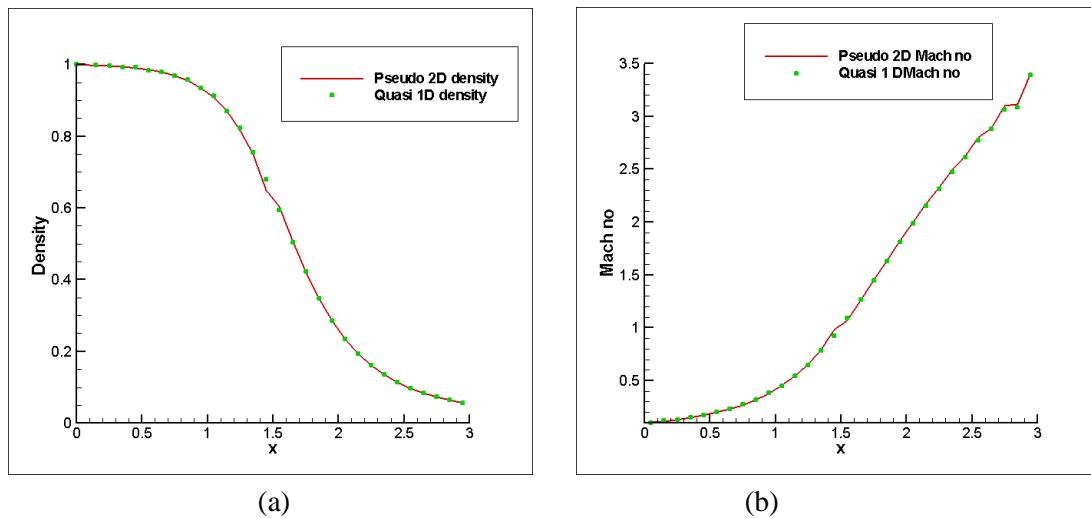 Pseudo 2D density
Quasi 1D density
Density
1
0.8
0.6
0.4
0.2
0
0
0.5
1
1.5
2
2.5
3
x
(a)
Pseudo 2D Mach no
Quasi 1 DMach no
Mach no
3.5
3
2.5
2
1.5
1
0.5
0
0.5
1
1.5
2
2.5
3
x
(b)